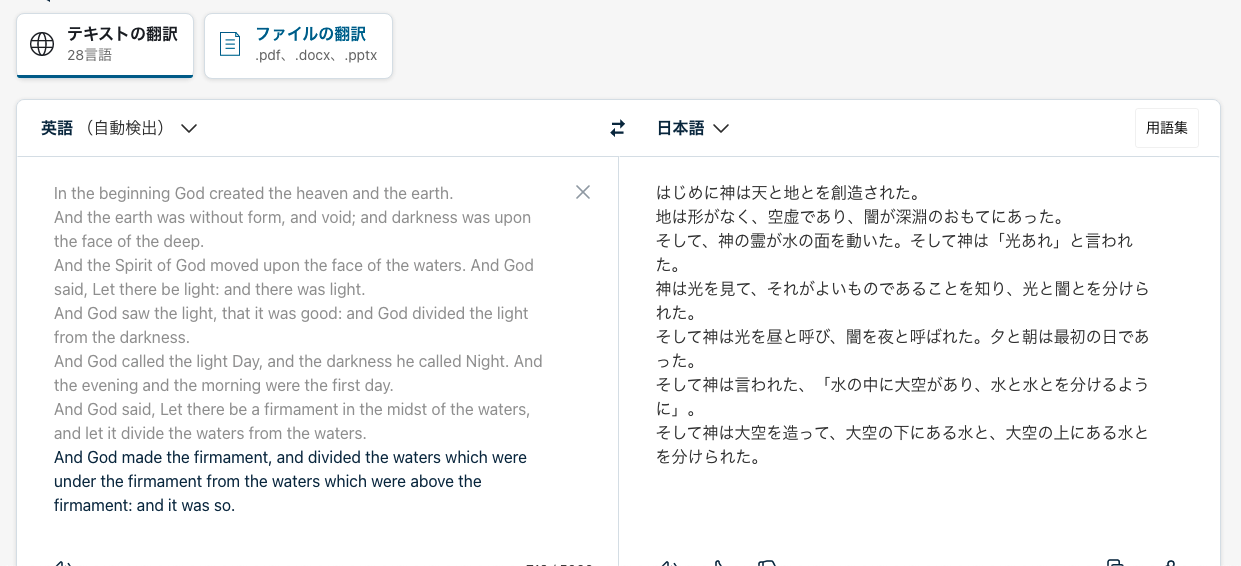 テキストの翻訳
28言語
ファイルの翻訳
.pdf、.docx、.pptx
英語 （自動検出）
日本語
用語集
In the beginning God created the heaven and the earth.
And the earth was without form, and void; and darkness was upon
the face of the deep.
And the Spirit of God moved upon the face of the waters. And God
said, Let there be light: and there was light.
And God saw the light, that it was good: and God divided the light
from the darkness.
And God called the light Day, and the darkness he called Night. And
the evening and the morning were the first day.
And God said, Let there be a firmament in the midst of the waters,
and let it divide the waters from the waters.
And God made the firmament, and divided the waters which were
under the firmament from the waters which were above the
firmament: and it was so.
はじめに神は天と地とを創造された。
地は形がなく、空虚であり、闇が深淵のおもてにあった。
そして、神の霊が水の面を動いた。そして神は「光あれ」と言われ
た。
神は光を見て、それがよいものであることを知り、光と闇とを分けら
れた。
そして神は光を昼と呼び、闇を夜と呼ばれた。夕と朝は最初の日であ
った。
そして神は言われた、「水の中に大空があり、水と水とを分けるよう
に」。
そして神は大空を造って、大空の下にある水と、大空の上にある水と
を分けられた。